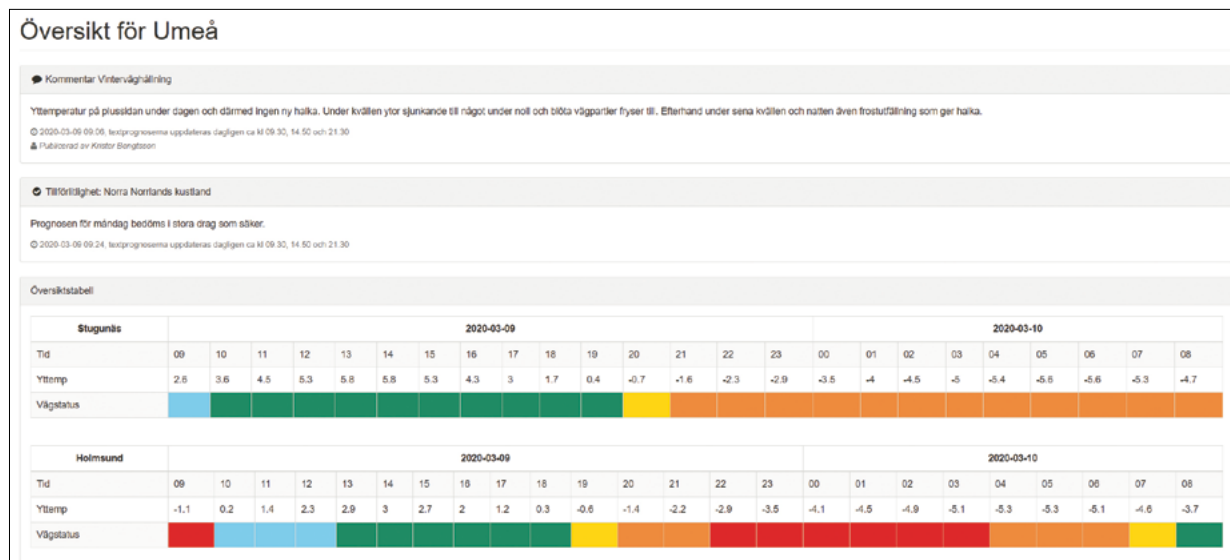 Översikt för Umeå
Kommentar Vinterväghållning
Yttemperatur på plussidan under dagen och därmed ingen ny halka. Under kvällen ytor sjunkande till något under noll och blöta vägpartier fryser till. Efterhand under sena kvällen och natten även frostutfällning som ger halka.
2020-03-09 09:06, textprognoserna uppdateras dagligen ca kl 09.30, 14.50 och 21.30
Publicerad av Krister Bengtsson
Tillförlitlighet: Norra Norrlands kustland
Prognosen för måndag bedöms i stora drag som säker.
2020-03-09 09:24, textprognoserna uppdateras dagligen ca kl 09.30, 14.50 och 21.30
Översiktstabell
Stugunäs 2020-03-09 2020-03-10
Tid 09 10 11 12 13 14 15 16 17 18 19 20 21 22 23 00 01 02 03 04 05 06 07 08
Yttemp 2.6 3.6 4.5 5.3 5.8 5.8 5.3 4.3 3 1.7 0.4 -0.7 -1.6 -2.3 -2.9 -3.5 -4 -4.5 -5 -5.4 -5.6 -5.6 -5.3 -4.7
Vägstatus
Holmsund 2020-03-09 2020-03-10
Tid 09 10 11 12 13 14 15 16 17 18 19 20 21 22 23 00 01 02 03 04 05 06 07 08
Yttemp -1.1 0.2 1.4 2.3 2.9 3 2.7 2 1.2 0.3 -0.6 -1.4 -2.2 -2.9 -3.5 -4.1 -4.5 -4.9 -5.1 -5.3 -5.3 -5.1 -4.6 -3.7
Vägstatus